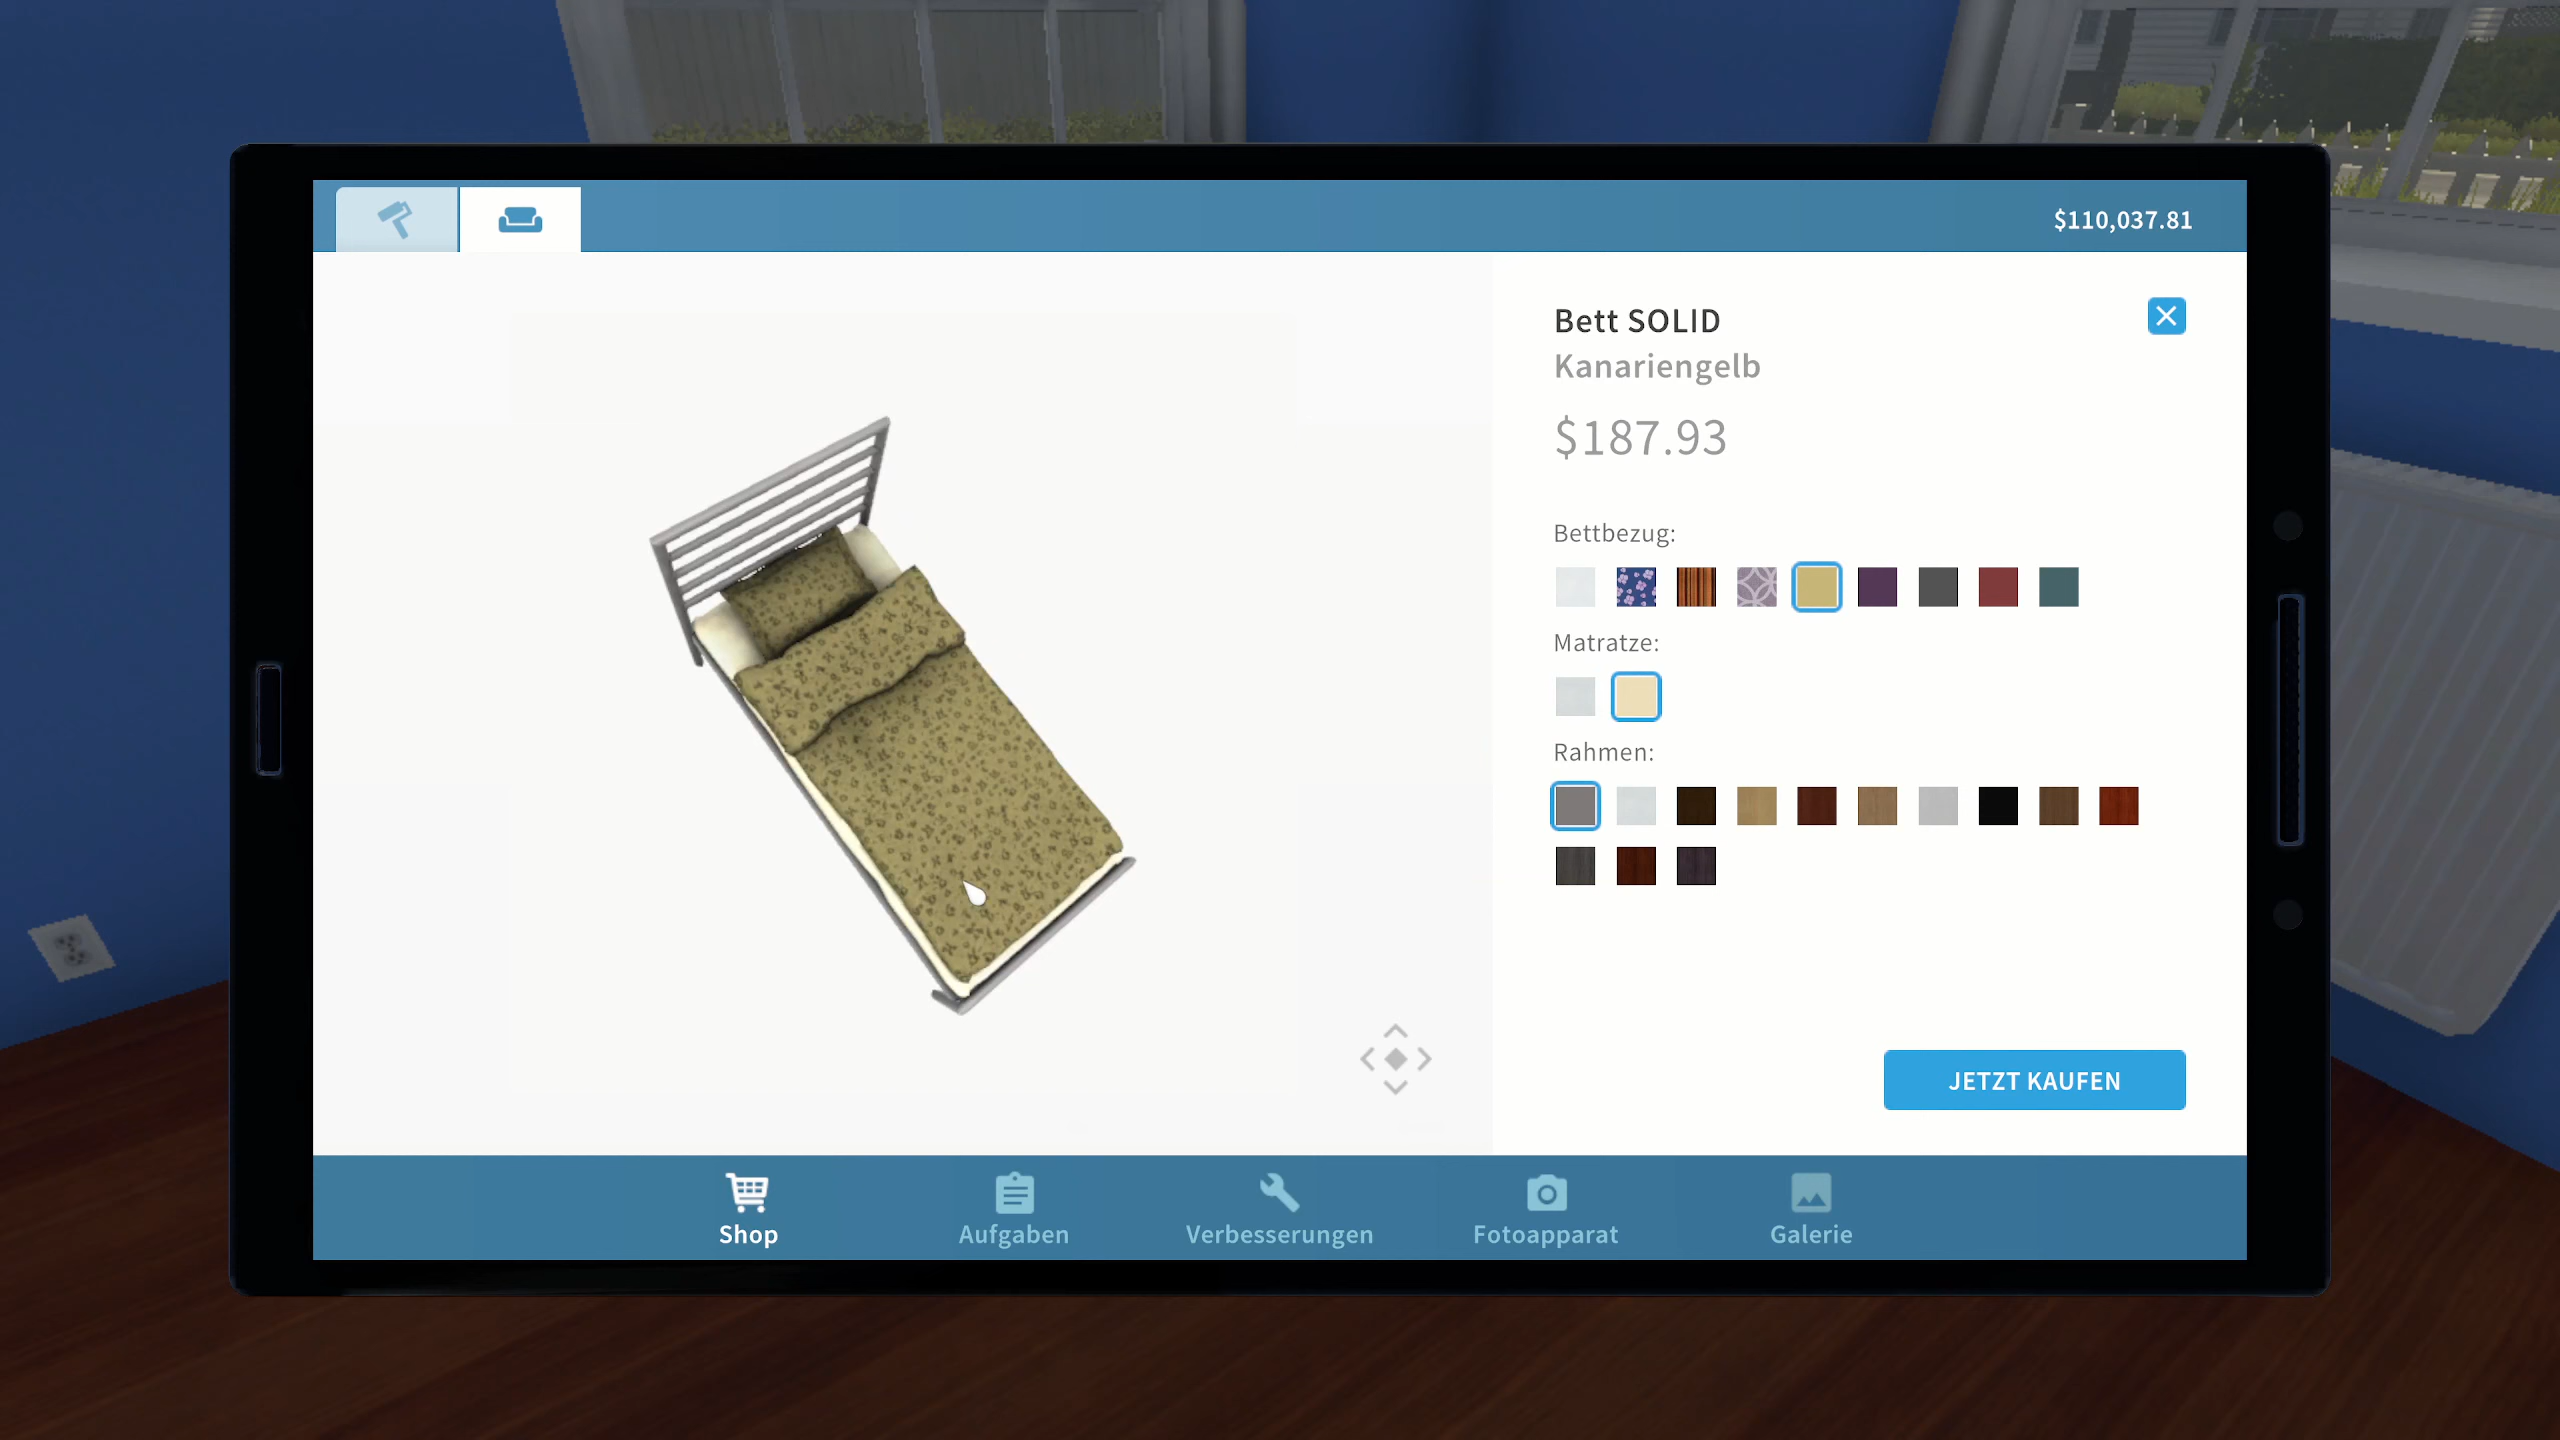 $110,037.81
Bett SOLID
Kanariengelb
$187.93
Bettbezug:
Matratze:
Rahmen:
JETZT KAUFEN
Shop
Aufgaben
Verbesserungen
Fotoapparat
Galerie